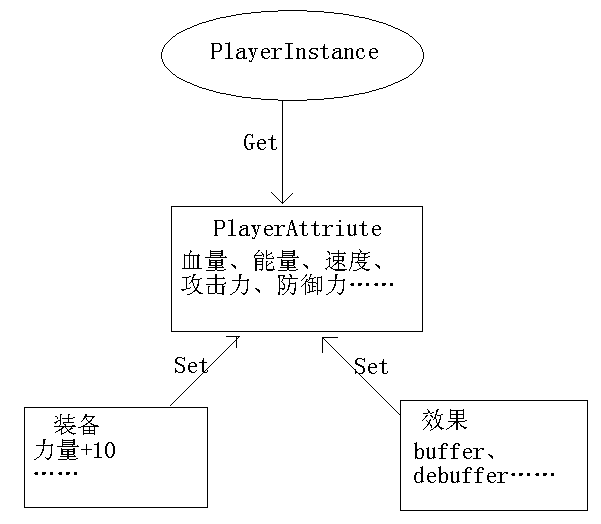 PlayerInstance
Get
PlayerAttriute
血量、能量、速度、
攻击力、防御力……
Set
Set
装备
力量+10
……
效果
buffer、
debuffer……